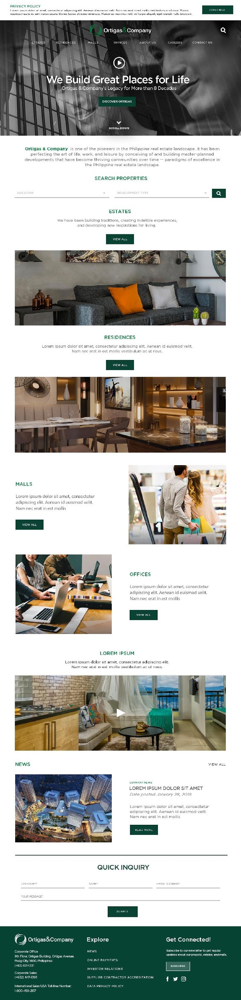 PRIVACY POLICY
Lorem ipsum dolor sit amet, consectetur adipiscing elit. Aenean id euismod velit. Nam nec erat in est mollis vestibulum ac ut risus. Mauris
dapibus mauris eu sem varius iaculis. Donec luctus ultricies venenatis. Maecenas maximus velit vel turpis aliquet, eget blandit nulla tincidunt.
CONTINUE
Ortigas&Company
ESTATES RESIDENCES MALLS OFFICES ABOUT US CAREERS CONTACT US
We Build Great Places for Life
Ortigas & Company's Legacy for More than 8 Decades
DISCOVER ORTIGAS
SCROLL DOWN
Ortigas & Company is one of the pioneers in the Philippine real estate landscape. It has been
perfecting the art of life, work, and leisure by conceiving of and building master-planned
developments that have become thriving communities over time -- paradigms of excellence in
the Philippine real estate landscape.
SEARCH PROPERTIES
LOCATION DEVELOPMENT TYPE
ESTATES
We have been building traditions, creating indelible experiences,
and developing new inspirations for living.
VIEW ALL
RESIDENCES
Lorem ipsum dolor sit amet, consectetur adipiscing elit. Aenean id euismod velit.
Nam nec erat in est mollis vestibulum ac ut risus.
VIEW ALL
MALLS
Lorem ipsum dolor sit amet, consectetur
adipiscing elit. Aenean id euismod velit.
Nam nec erat in est mollis
VIEW ALL
OFFICES
Lorem ipsum dolor sit amet, consectetur
adipiscing elit. Aenean id euismod velit.
Nam nec erat in est mollis
VIEW ALL
LOREM IPSUM
Lorem ipsum dolor sit amet, consectetur adipiscing elit.
Nam nec erat in est mollis vestibulum ac ut risus.
NEWS
VIEW ALL
COMPANY NEWS
LOREM IPSUM DOLOR SIT AMET
Date posted January 28, 2018
Lorem ipsum dolor sit amet, consectetur
adipiscing elit. Aenean id euismod velit.
Nam nec erat in est mollis
READ MORE
QUICK INQUIRY
CATEGORY* NAME* E-MAIL ADDRESS*
YOUR MESSAGE*
SUBMIT
Ortigas&Company
Corporate Office
9th Floor, Ortigas Building, Ortigas Avenue,
Pasig City, 1600, Philippines
(+63) 631-1231
Corporate Sales:
(+632) 447-1393
International Sales USA Toll-free Number:
1-800-459-2137
Explore
NEWS
ONLINE PAYMENTS
INVESTOR RELATIONS
SUPPLIER CONTRACTOR ACCREDITATION
DATA PRIVACY POLICY
Get Connected!
Subscribe to our newsletter to get regular
updates about our projects, estates, and malls.
SUBSCRIBE